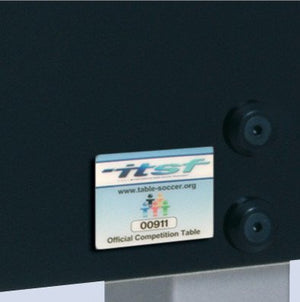 itsf
www.table-soccer.org
00911
Official Competition Table